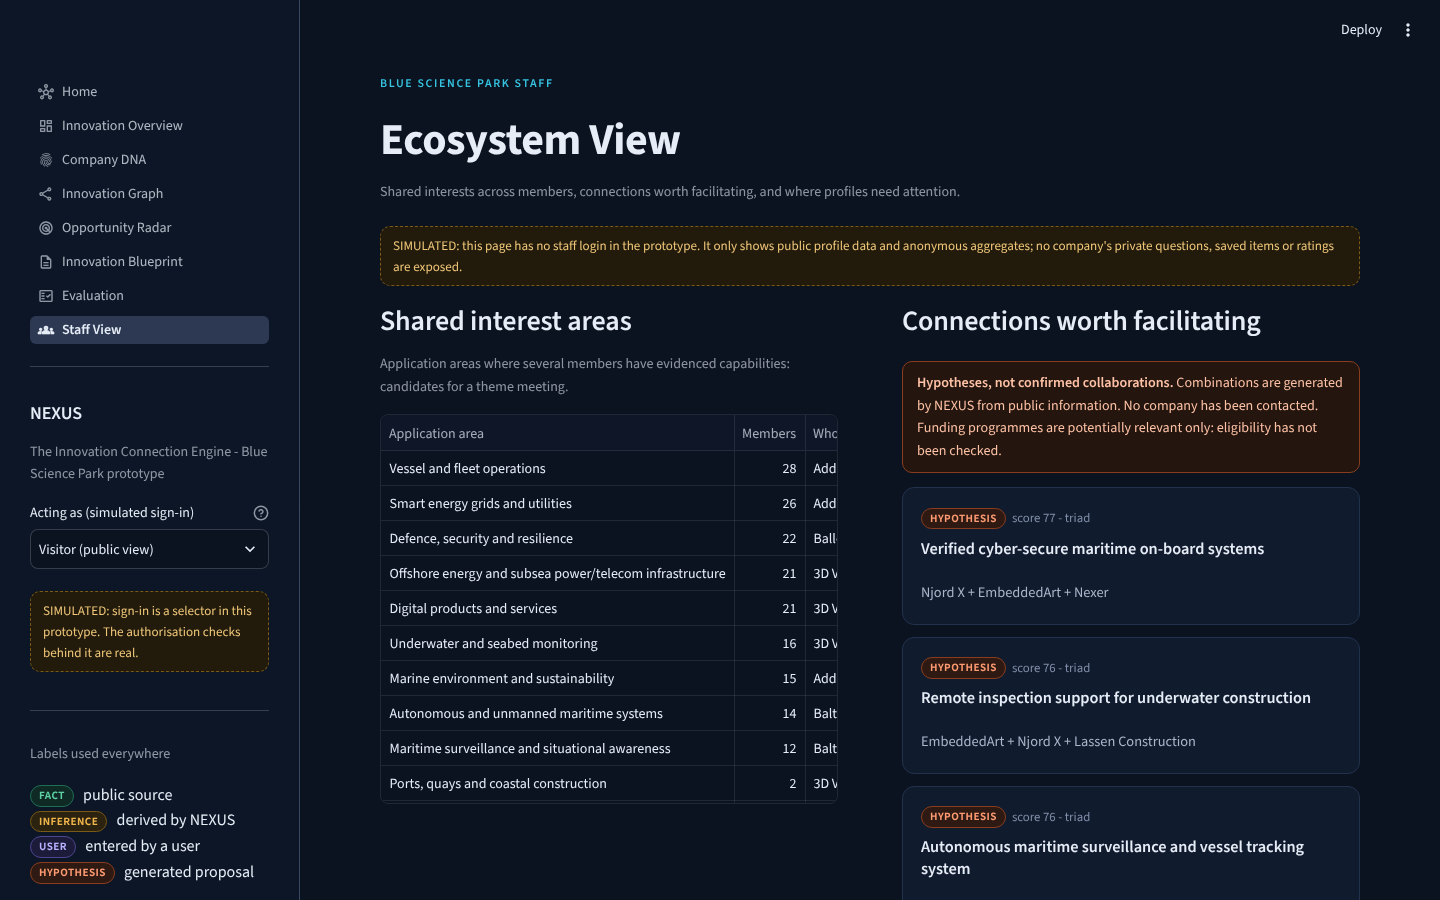 Deploy
Home
Innovation Overview
Company DNA
Innovation Graph
Opportunity Radar
Innovation Blueprint
Evaluation
Staff View
NEXUS
The Innovation Connection Engine - Blue
Science Park prototype
Acting as (simulated sign-in)
Visitor (public view)
SIMULATED: sign-in is a selector in this
prototype. The authorisation checks
behind it are real.
Labels used everywhere
FACT public source
INFERENCE derived by NEXUS
USER entered by a user
HYPOTHESIS generated proposal
BLUE SCIENCE PARK STAFF
Ecosystem View
Shared interests across members, connections worth facilitating, and where profiles need attention.
SIMULATED: this page has no staff login in the prototype. It only shows public profile data and anonymous aggregates; no company's private questions, saved items or ratings
are exposed.
Shared interest areas
Application areas where several members have evidenced capabilities:
candidates for a theme meeting.
Application area Members Who
Vessel and fleet operations 28 Add
Smart energy grids and utilities 26 Add
Defence, security and resilience 22 Ball
Offshore energy and subsea power/telecom infrastructure 21 3D V
Digital products and services 21 3D V
Underwater and seabed monitoring 16 3D V
Marine environment and sustainability 15 Add
Autonomous and unmanned maritime systems 14 Balt
Maritime surveillance and situational awareness 12 Balt
Ports, quays and coastal construction 2 3D V
Connections worth facilitating
Hypotheses, not confirmed collaborations. Combinations are generated
by NEXUS from public information. No company has been contacted.
Funding programmes are potentially relevant only: eligibility has not
been checked.
HYPOTHESIS score 77 - triad
Verified cyber-secure maritime on-board systems
Njord X + EmbeddedArt + Nexer
HYPOTHESIS score 76 - triad
Remote inspection support for underwater construction
EmbeddedArt + Njord X + Lassen Construction
HYPOTHESIS score 76 - triad
Autonomous maritime surveillance and vessel tracking
system